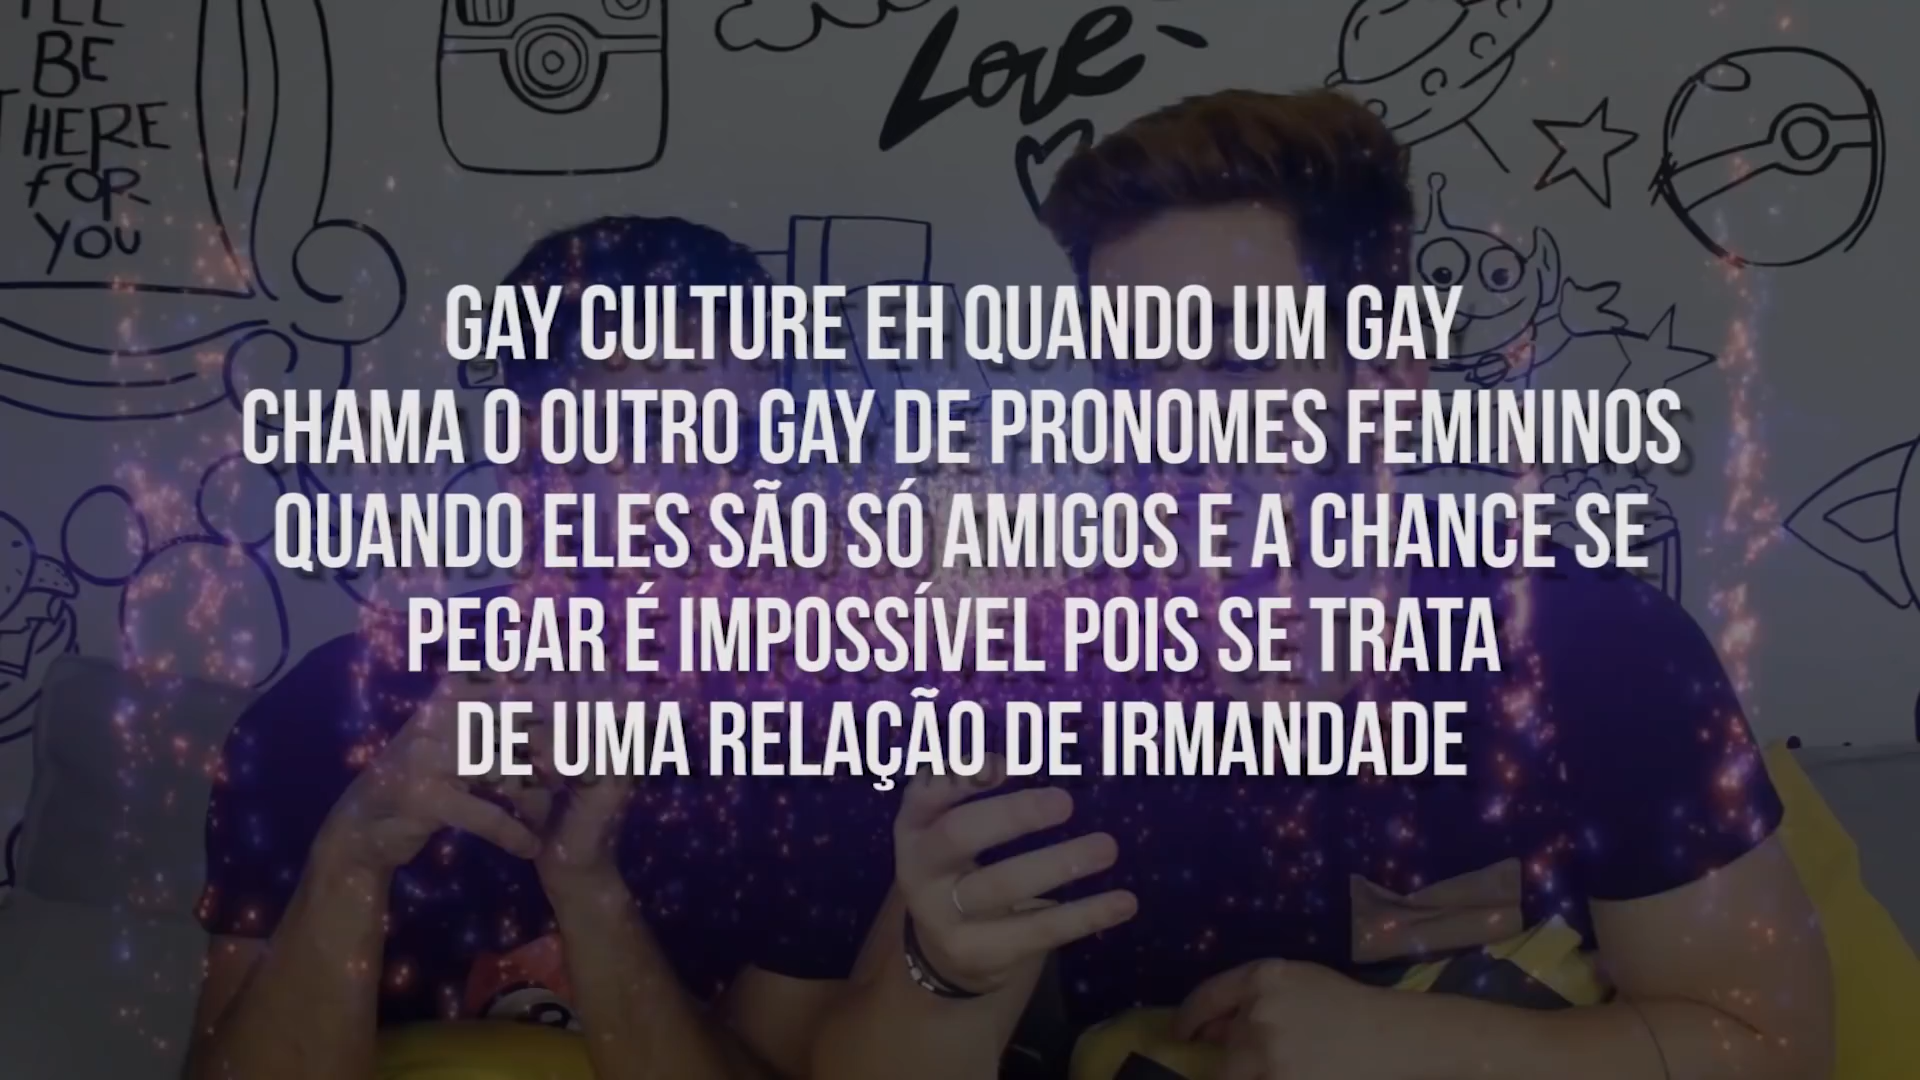 'LL
BE
THERE
FOR
YOU
Love
GAY CULTURE EH QUANDO UM GAY
CHAMA O OUTRO GAY DE PRONOMES FEMININOS
QUANDO ELES SÃO SÓ AMIGOS E A CHANCE SE
PEGAR É IMPOSSÍVEL POIS SE TRATA
DE UMA RELAÇÃO DE IRMANDADE